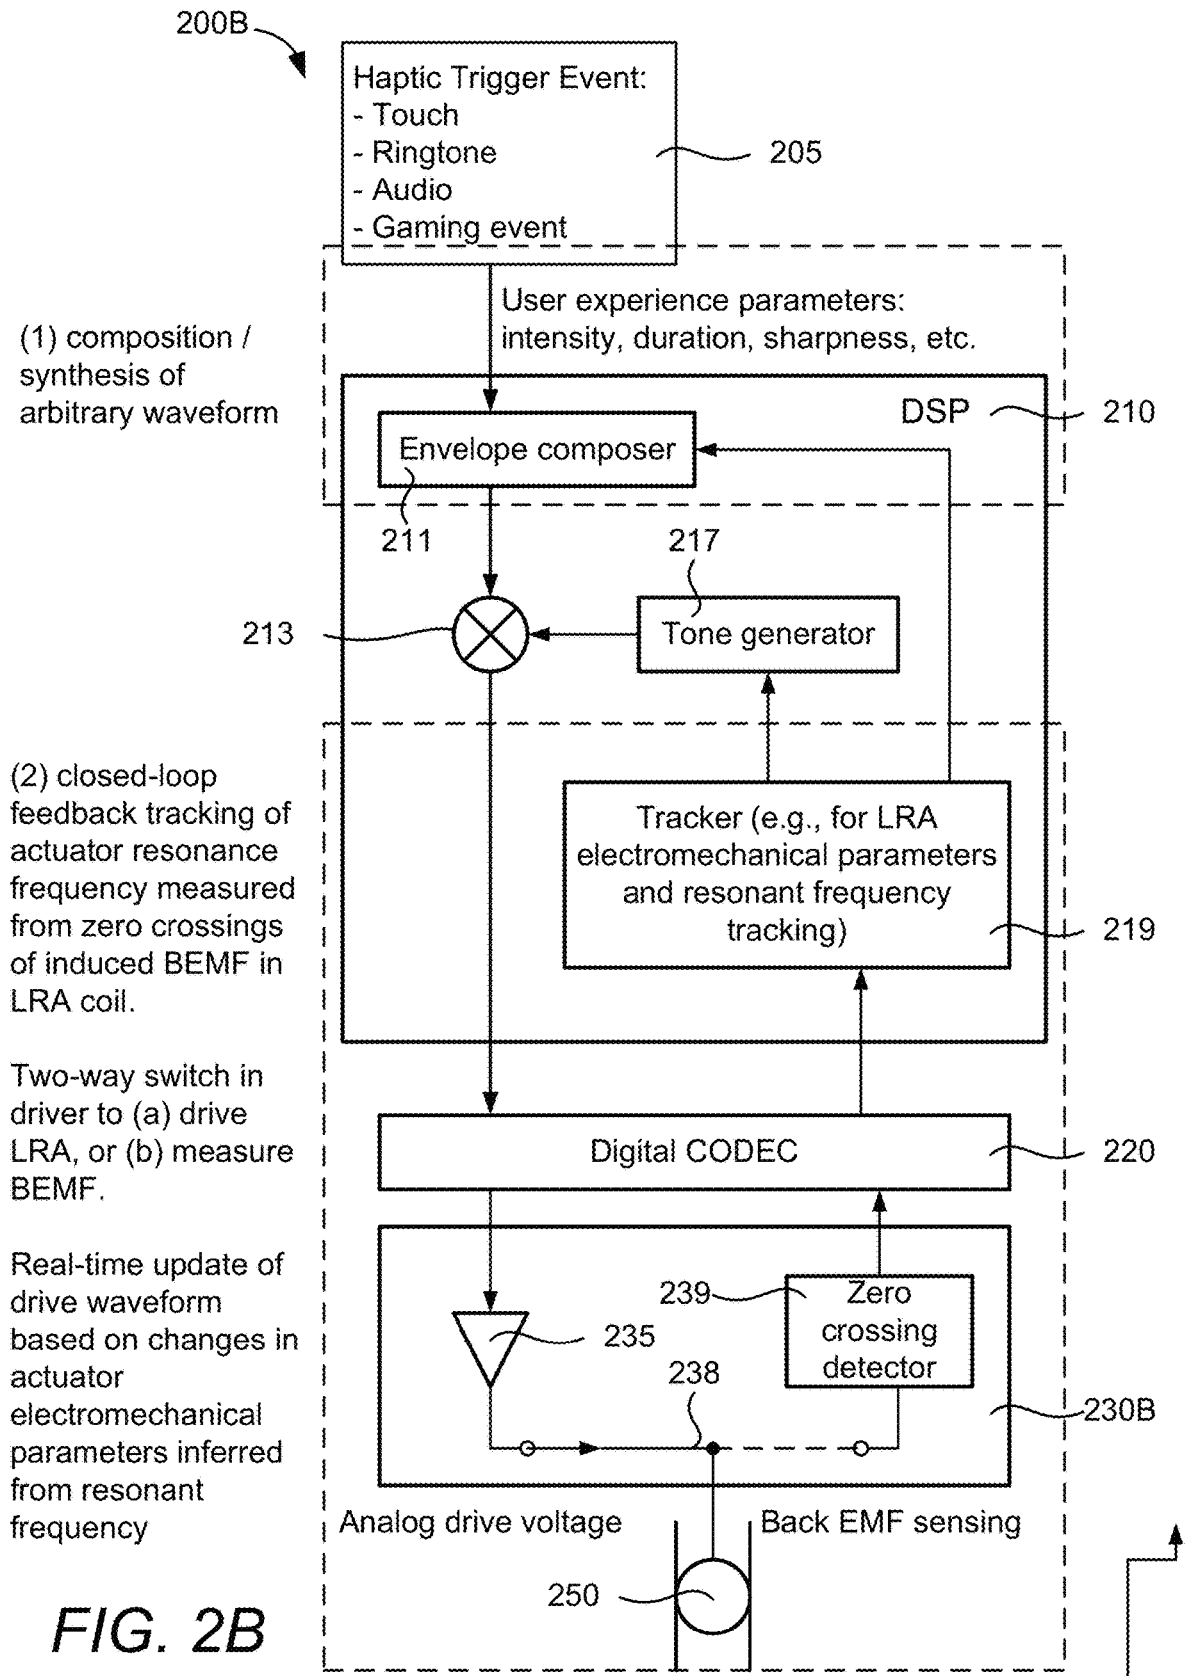 200B
Haptic Trigger Event:
- Touch
- Ringtone
- Audio
- Gaming event
205
User experience parameters:
intensity, duration, sharpness, etc.
(1) composition /
synthesis of
arbitrary waveform
DSP
210
Envelope composer
211
217
213
Tone generator
(2) closed-loop
feedback tracking of
actuator resonance
frequency measured
from zero crossings
of induced BEMF in
LRA coil.
Tracker (e.g., for LRA
electromechanical parameters
and resonant frequency
tracking)
219
Two-way switch in
driver to (a) drive
LRA, or (b) measure
BEMF.
Digital CODEC
220
Real-time update of
drive waveform
based on changes in
actuator
electromechanical
parameters inferred
from resonant
frequency
235
239
Zero
crossing
detector
238
230B
Analog drive voltage
Back EMF sensing
250
FIG. 2B